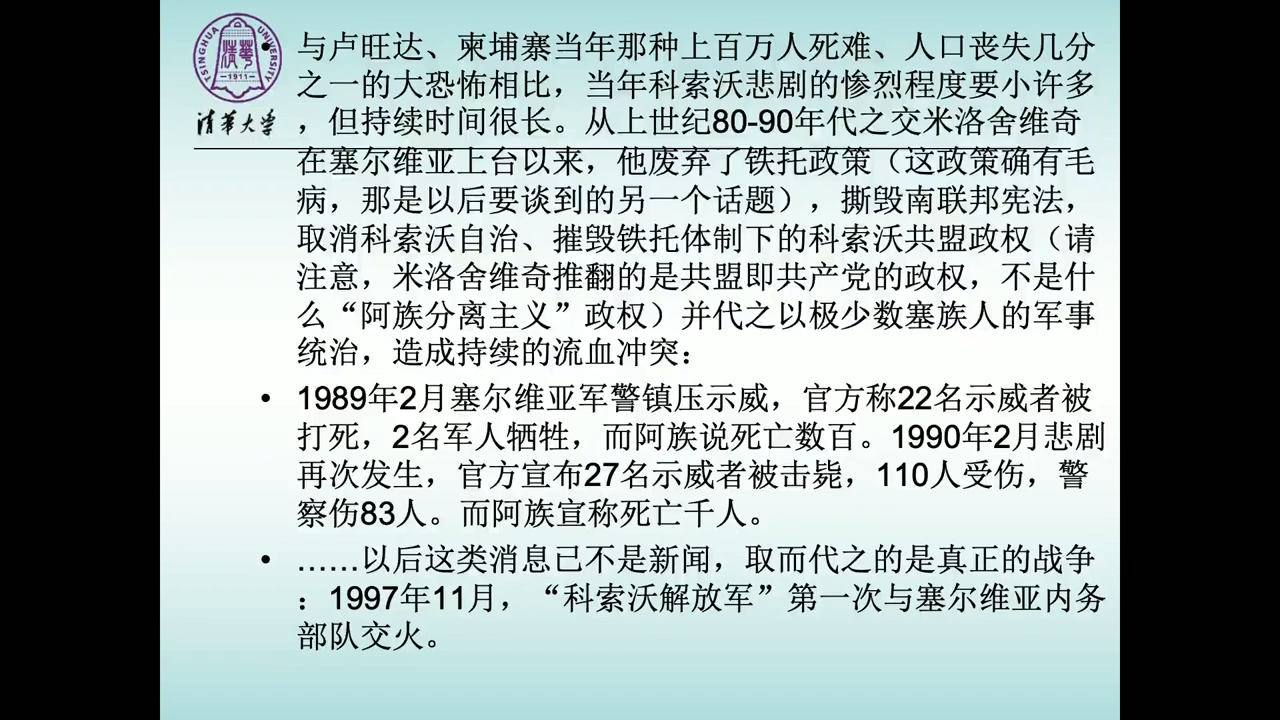 TSINGHUA UNIVERSITY
清華
1911
清华大学
与卢旺达、柬埔寨当年那种上百万人死难、人口丧失几分
之一的大恐怖相比，当年科索沃悲剧的惨烈程度要小许多
，但持续时间很长。从上世纪80-90年代之交米洛舍维奇
在塞尔维亚上台以来，他废弃了铁托政策（这政策确有毛
病，那是以后要谈到的另一个话题），撕毁南联邦宪法，
取消科索沃自治、摧毁铁托体制下的科索沃共盟政权（请
注意，米洛舍维奇推翻的是共盟即共产党的政权，不是什
么“阿族分离主义”政权）并代之以极少数塞族人的军事
统治，造成持续的流血冲突：
• 1989年2月塞尔维亚军警镇压示威，官方称22名示威者被
打死，2名军人牺牲，而阿族说死亡数百。1990年2月悲剧
再次发生，官方宣布27名示威者被击毙，110人受伤，警
察伤83人。而阿族宣称死亡千人。
• ……以后这类消息已不是新闻，取而代之的是真正的战争
：1997年11月，“科索沃解放军”第一次与塞尔维亚内务
部队交火。